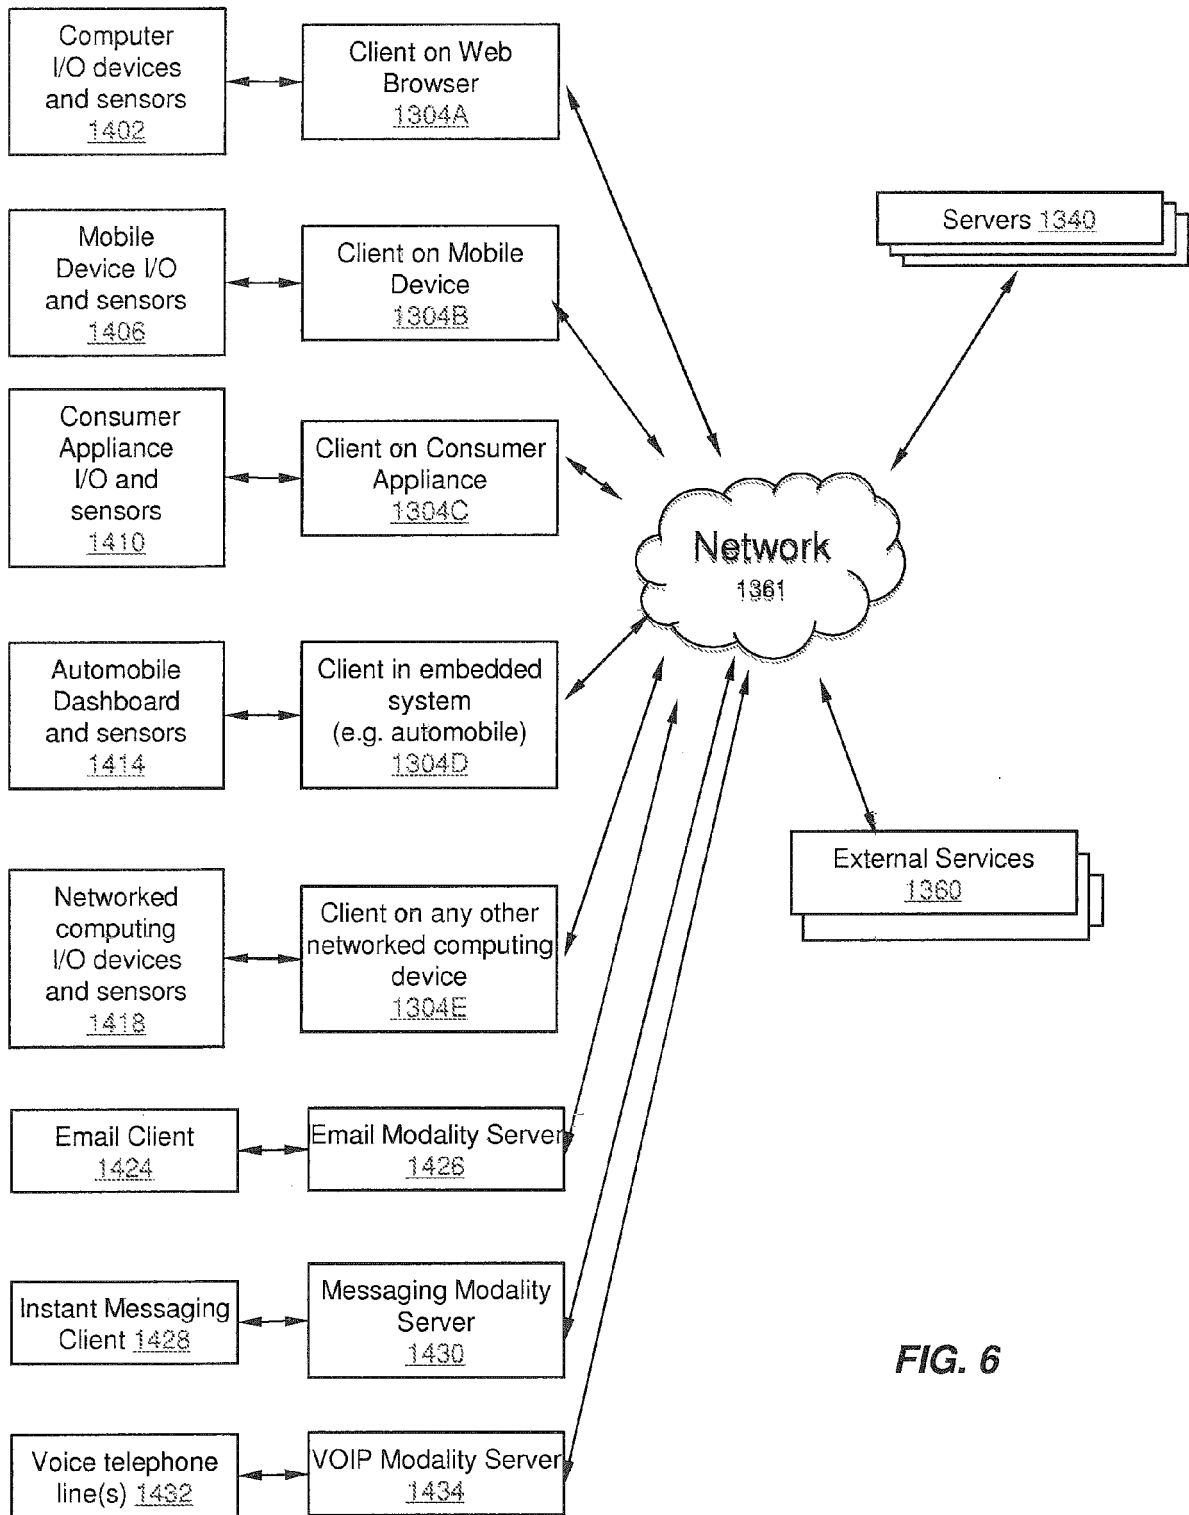 Computer
I/O devices
and sensors
1402
Client on Web
Browser
1304A
Mobile
Device I/O
and sensors
1406
Client on Mobile
Device
1304B
Servers 1340
Consumer
Appliance
I/O and
sensors
1410
Client on Consumer
Appliance
1304C
Network
1361
Automobile
Dashboard
and sensors
1414
Client in embedded
system
(e.g. automobile)
1304D
External Services
1360
Networked
computing
I/O devices
and sensors
1418
Client on any other
networked computing
device
1304E
Email Client
1424
Email Modality Server
1426
Instant Messaging
Client 1428
Messaging Modality
Server
1430
FIG. 6
Voice telephone
line(s) 1432
VOIP Modality Server
1434